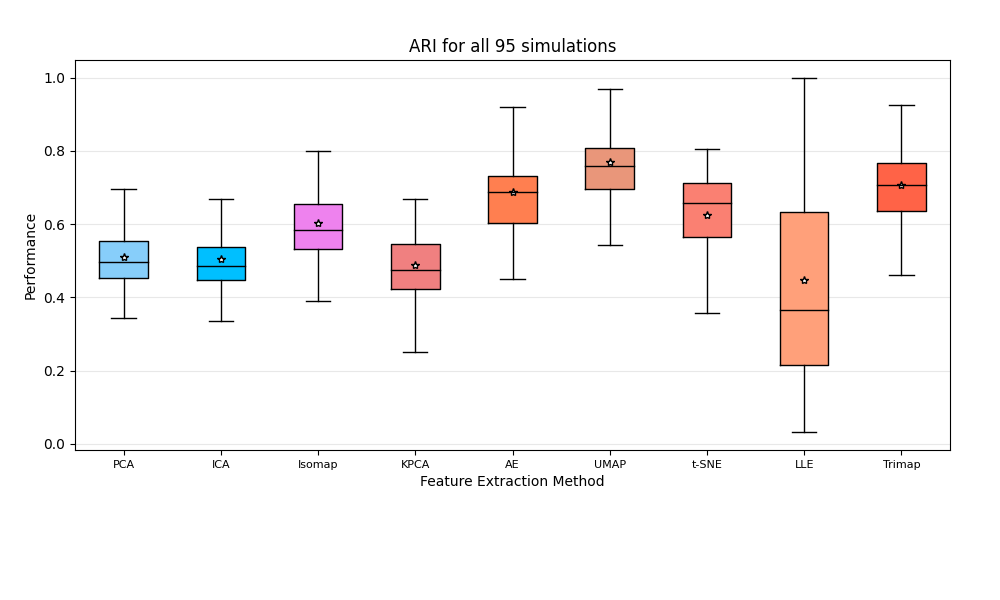 ARI for all 95 simulations
Performance
1.0
0.8
0.6
0.4
0.2
0.0
PCA ICA Isomap KPCA AE UMAP t-SNE LLE Trimap
Feature Extraction Method